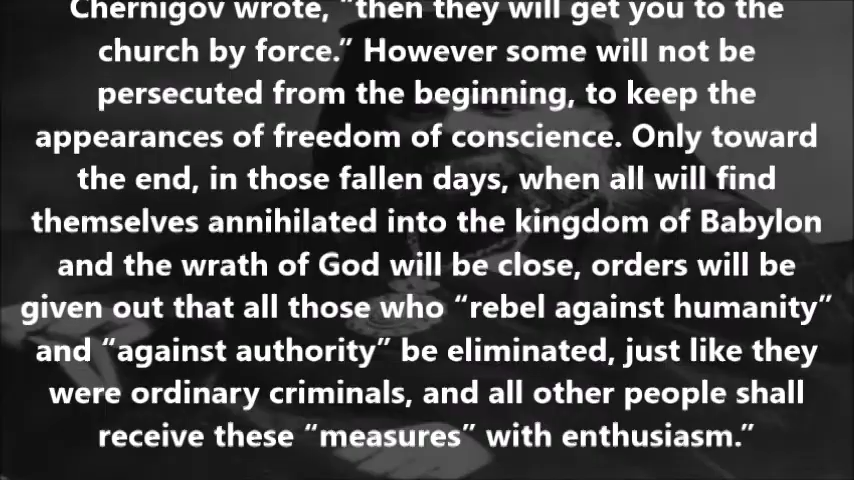 Chernigov wrote, “then they will get you to the
church by force.” However some will not be
persecuted from the beginning, to keep the
appearances of freedom of conscience. Only toward
the end, in those fallen days, when all will find
themselves annihilated into the kingdom of Babylon
and the wrath of God will be close, orders will be
given out that all those who “rebel against humanity”
and “against authority” be eliminated, just like they
were ordinary criminals, and all other people shall
receive these “measures” with enthusiasm.”